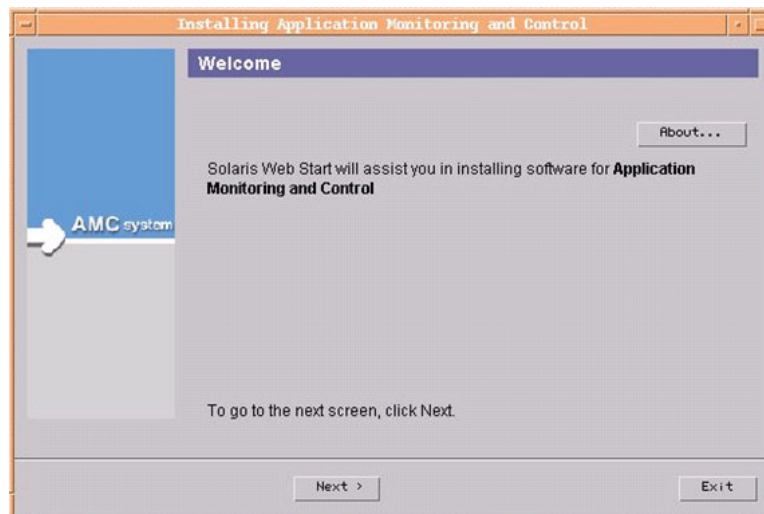 Installing Application Monitoring and Control
Welcome
About...
Solaris Web Start will assist you in installing software for Application
Monitoring and Control
AMC system
To go to the next screen, click Next.
Next >
Exit